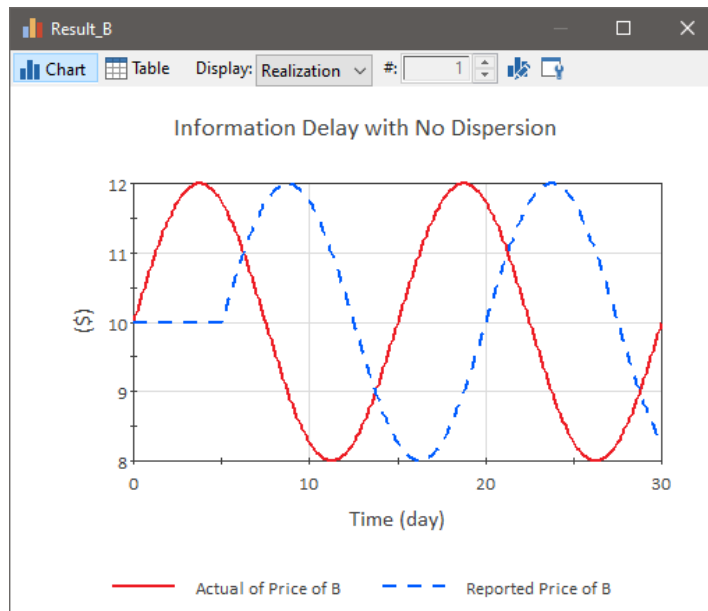 Result_B
Chart Table Display: Realization #: 1
Information Delay with No Dispersion
12
11
10
9
8
($)
0 10 20 30
Time (day)
Actual of Price of B Reported Price of B